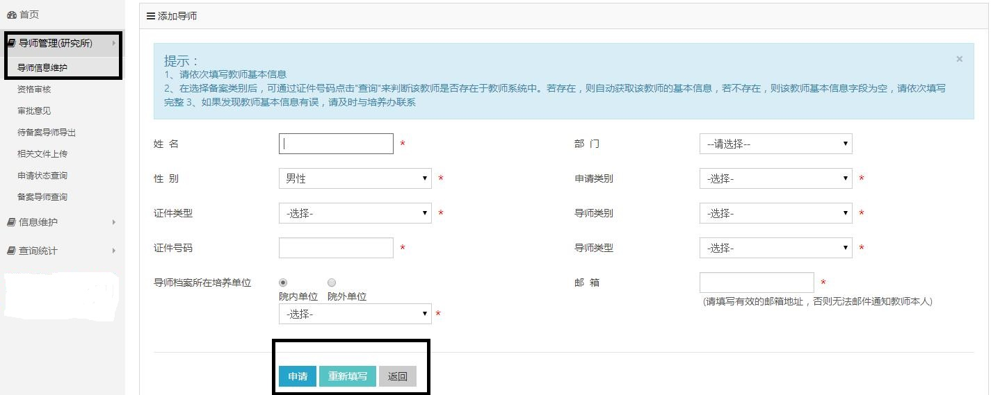 首页
导师管理(研究所)
导师信息维护
资格审核
审批意见
待备案导师导出
相关文件上传
申请状态查询
备案导师查询
信息维护
查询统计
添加导师
提示：
×
1、请依次填写教师基本信息
2、在选择备案类别后，可通过证件号码点击"查询"来判断该教师是否存在于教师系统中。若存在，则自动获取该教师的基本信息，若不存在，则该教师基本信息字段为空，请依次填写
完整 3、如果发现教师基本信息有误，请及时与培养办联系
姓 名 * 部 门 --请选择--
性 别 男性 * 申请类别 -选择- *
证件类型 -选择- * 导师类别 -选择- *
证件号码 * 导师类型 -选择- *
导师档案所在培养单位 邮 箱 *
院内单位 院外单位 (请填写有效的邮箱地址，否则无法邮件通知教师本人)
-选择- *
申请 重新填写 返回